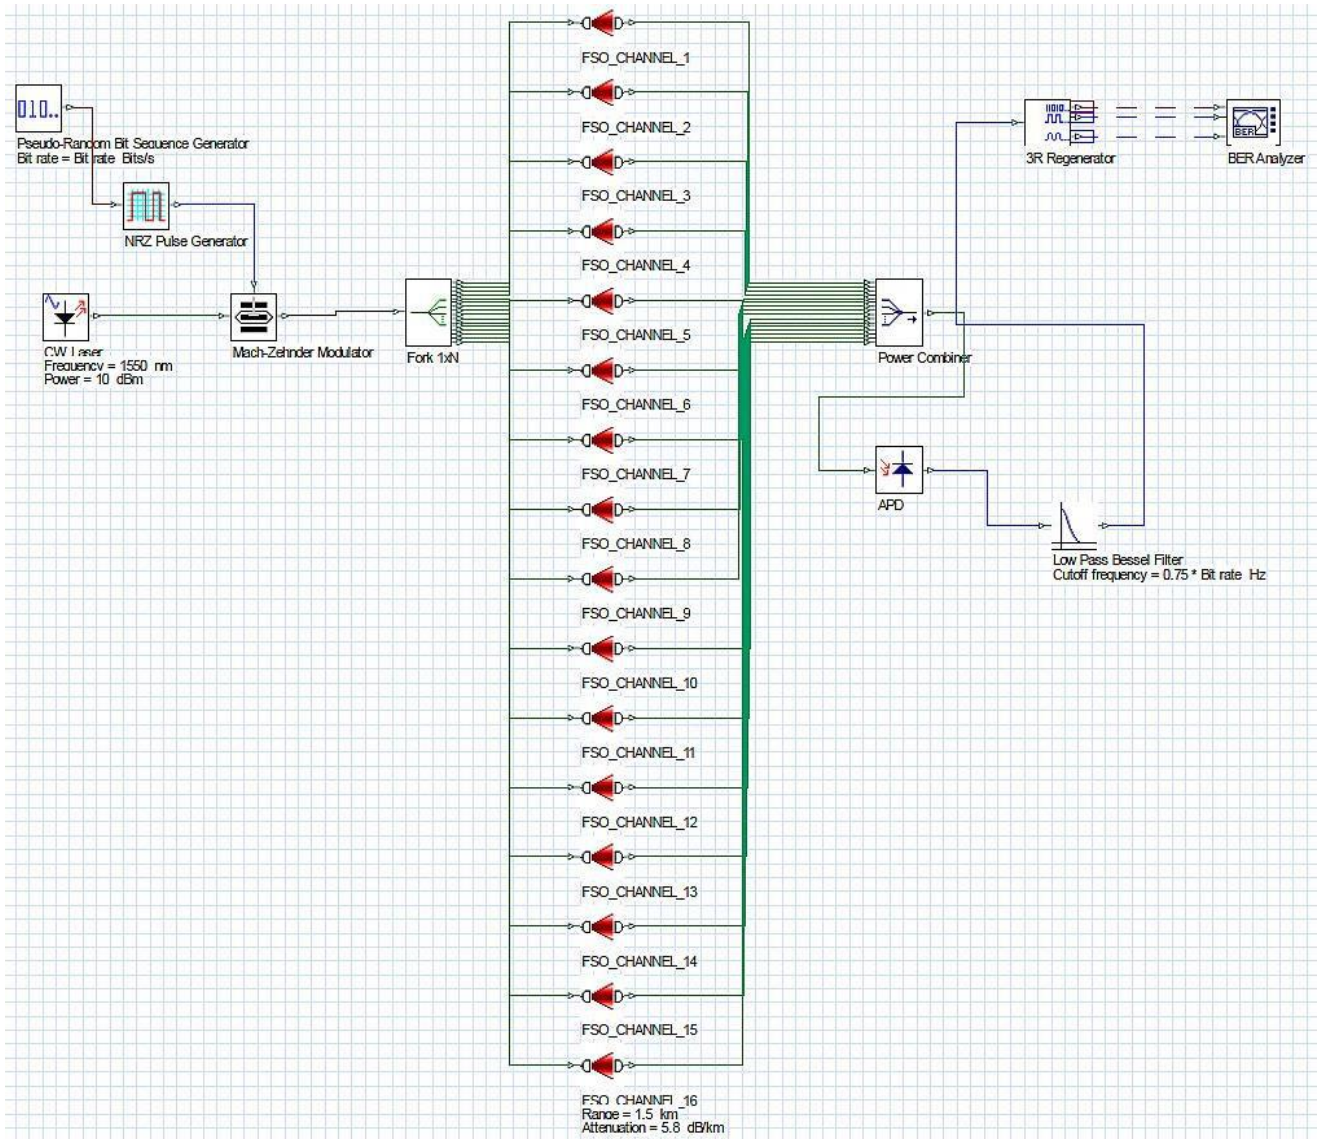 FSO_CHANNEL_1
010..
Pseudo-Random Bit Sequence Generator
Bit rate = Bit rate Bits/s
FSO_CHANNEL_2
3R Regenerator
BER
BER Analyzer
FSO_CHANNEL_3
NRZ Pulse Generator
FSO_CHANNEL_4
FSO_CHANNEL_5
CW Laser
Frequency = 1550 nm
Power = 10 dBm
Mach-Zehnder Modulator
Fork 1xN
Power Combiner
FSO_CHANNEL_6
FSO_CHANNEL_7
APD
FSO_CHANNEL_8
Low Pass Bessel Filter
Cutoff frequency = 0.75 * Bit rate Hz
FSO_CHANNEL_9
FSO_CHANNEL_10
FSO_CHANNEL_11
FSO_CHANNEL_12
FSO_CHANNEL_13
FSO_CHANNEL_14
FSO_CHANNEL_15
FSO_CHANNEL_16
Range = 1.5 km
Attenuation = 5.8 dB/km